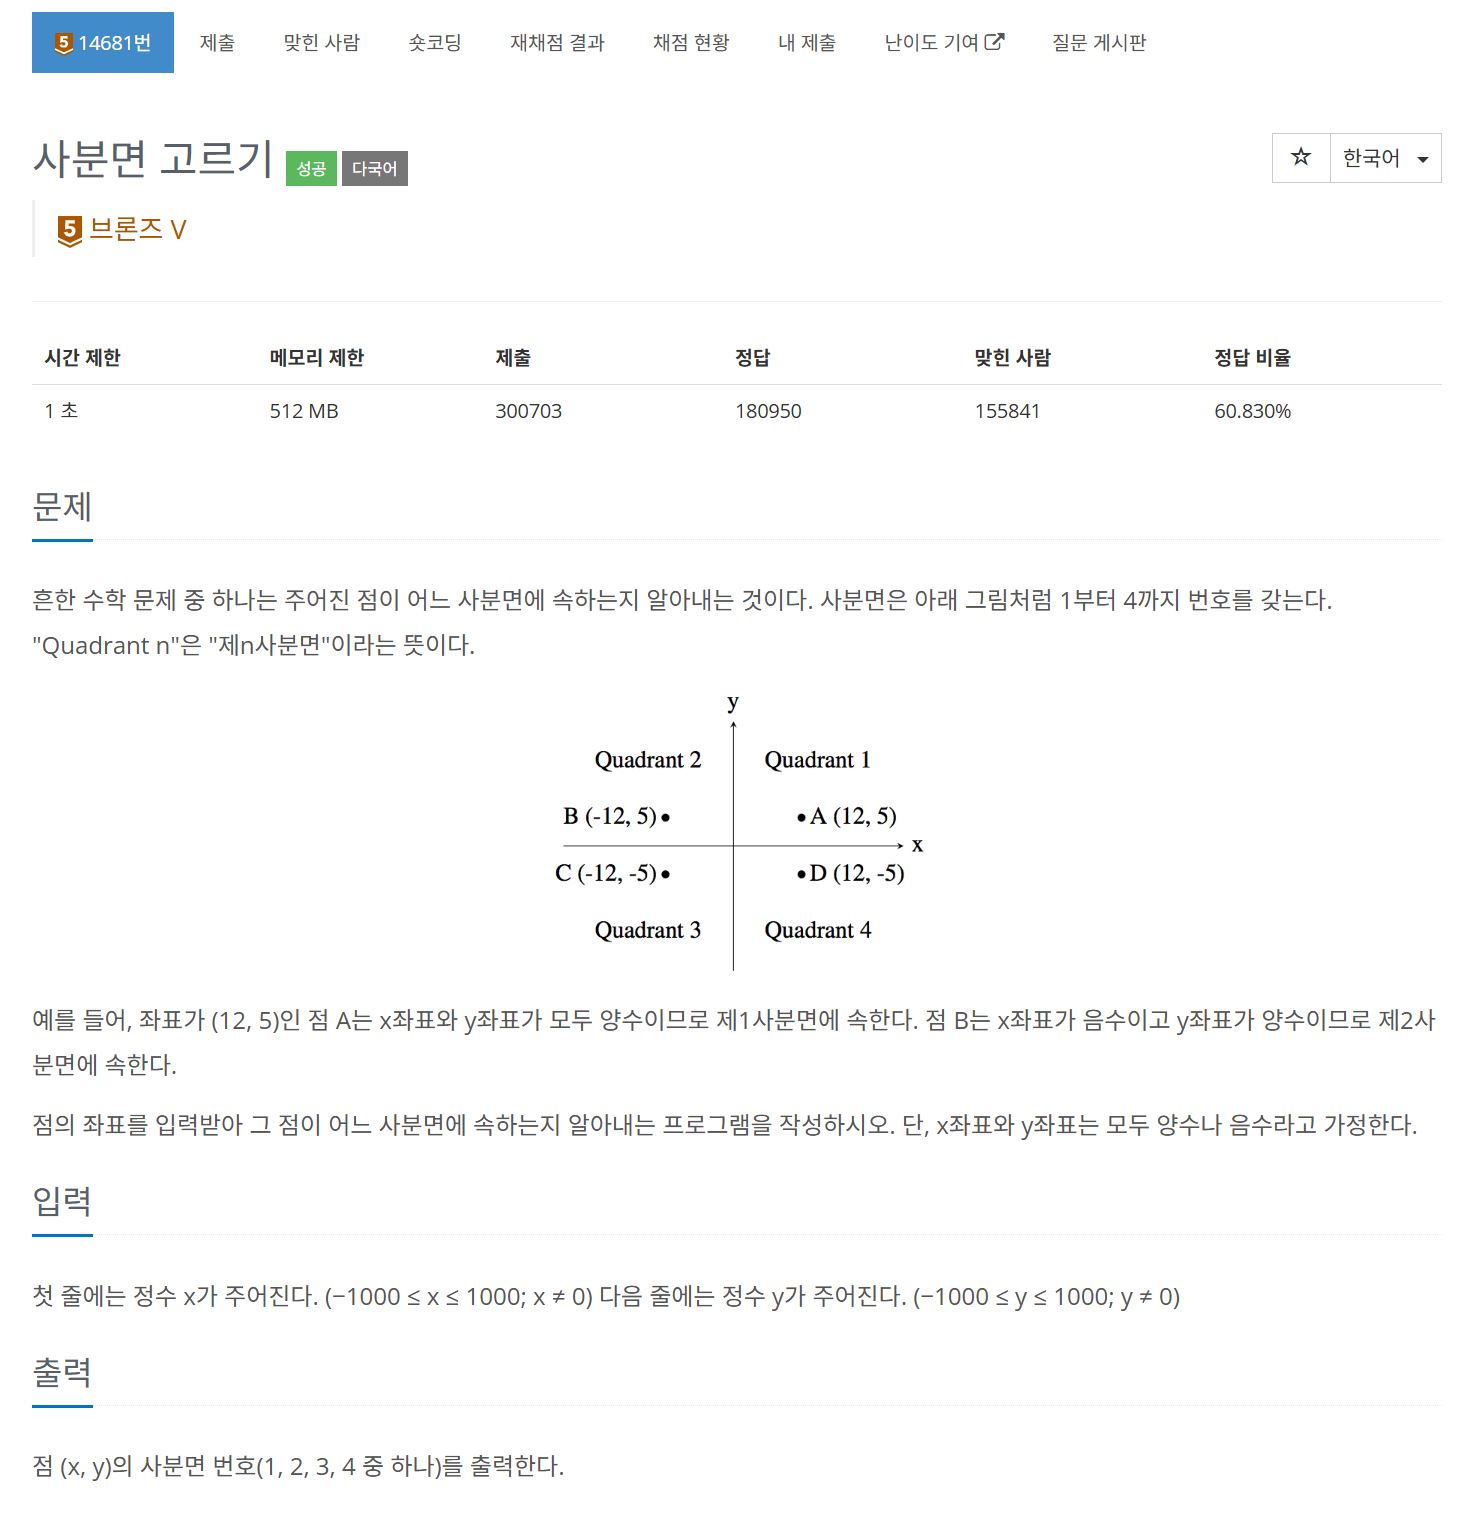 5 14681번 제출 맞힌 사람 숏코딩 재채점 결과 채점 현황 내 제출 난이도 기여 질문 게시판
사분면 고르기 성공 다국어 한국어
5 브론즈 V
시간 제한 메모리 제한 제출 정답 맞힌 사람 정답 비율
1 초 512 MB 300703 180950 155841 60.830%
문제
흔한 수학 문제 중 하나는 주어진 점이 어느 사분면에 속하는지 알아내는 것이다. 사분면은 아래 그림처럼 1부터 4까지 번호를 갖는다.
"Quadrant n"은 "제n사분면"이라는 뜻이다.
y
Quadrant 2 Quadrant 1
B (-12, 5) A (12, 5)
x
C (-12, -5) D (12, -5)
Quadrant 3 Quadrant 4
예를 들어, 좌표가 (12, 5)인 점 A는 x좌표와 y좌표가 모두 양수이므로 제1사분면에 속한다. 점 B는 x좌표가 음수이고 y좌표가 양수이므로 제2사
분면에 속한다.
점의 좌표를 입력받아 그 점이 어느 사분면에 속하는지 알아내는 프로그램을 작성하시오. 단, x좌표와 y좌표는 모두 양수나 음수라고 가정한다.
입력
첫 줄에는 정수 x가 주어진다. (−1000 ≤ x ≤ 1000; x ≠ 0) 다음 줄에는 정수 y가 주어진다. (−1000 ≤ y ≤ 1000; y ≠ 0)
출력
점 (x, y)의 사분면 번호(1, 2, 3, 4 중 하나)를 출력한다.